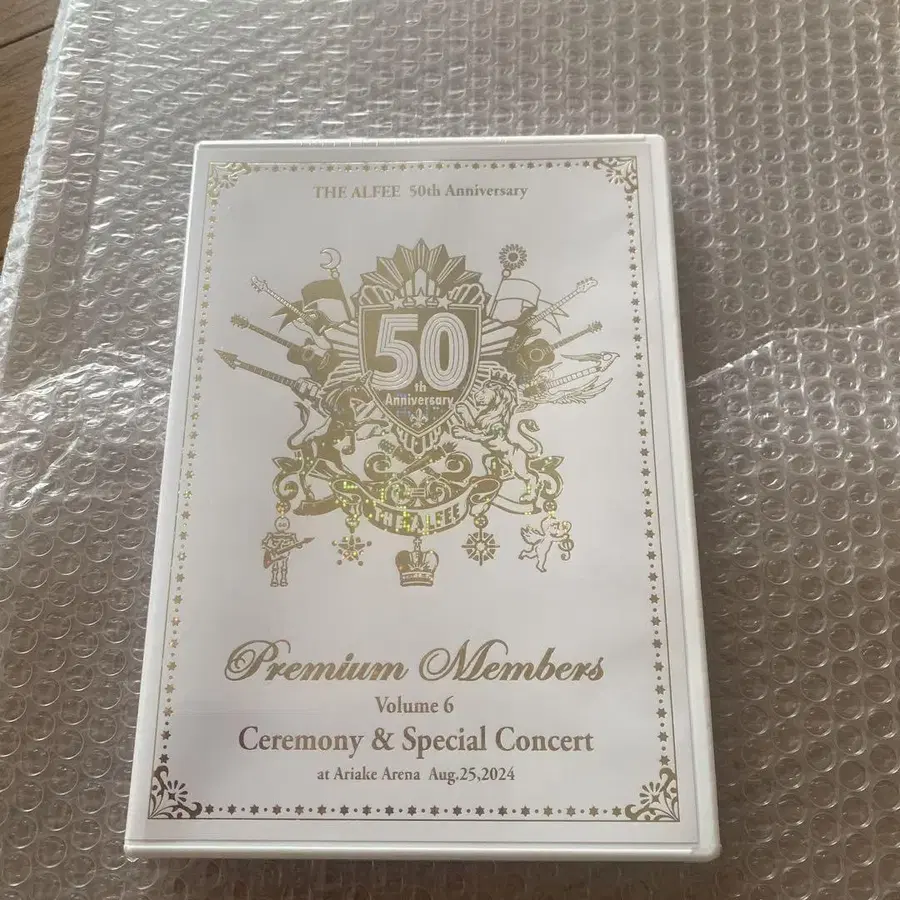 THE ALFEE 50th Anniversary
50
th
Anniversary
THE ALFEE
Premium Members
Volume 6
Ceremony & Special Concert
at Ariake Arena Aug.25,2024